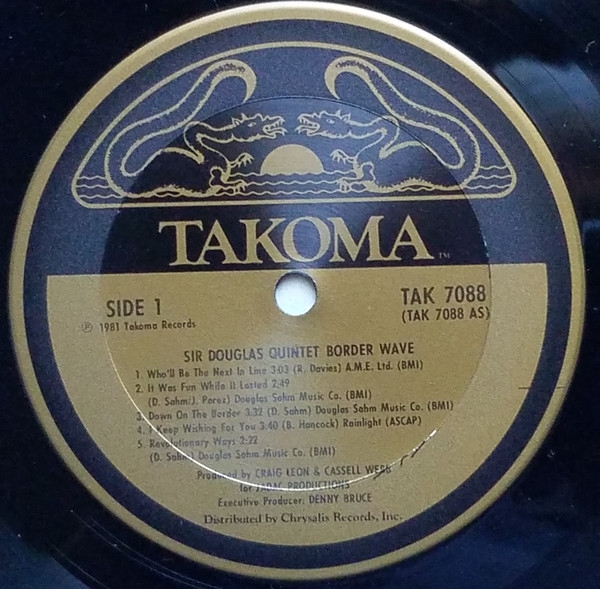 TAKOMA TM
SIDE 1
℗ 1981 Takoma Records
TAK 7088
(TAK 7088 AS)
SIR DOUGLAS QUINTET BORDER WAVE
1. Who'll Be The Next In Line 3:03 (R. Davies) A.M.E. Ltd. (BMI)
2. It Was Fun While It Lasted 2:49
(D. Sahm/J. Perez) Douglas Sahm Music Co. (BMI)
3. Down On The Border 3.32 (D. Sahm) Douglas Sahm Music Co. (BMI)
4. I Keep Wishing For You 3.40 (B. Hancock) Rainlight (ASCAP)
5. Revolutionary Ways 2:22
(D. Sahm) Douglas Sahm Music Co. (BMI)
Produced by CRAIG LEON & CASSELL WEBB
for JADAC PRODUCTIONS
Executive Producer: DENNY BRUCE
Distributed by Chrysalis Records, Inc.